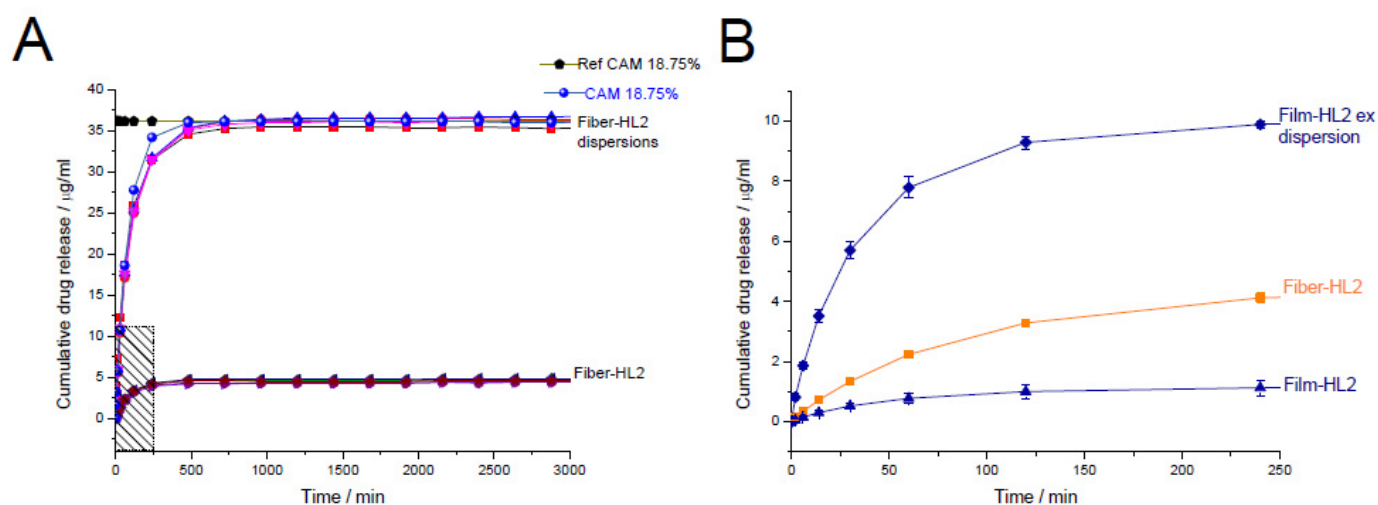 A
Ref CAM 18.75%
CAM 18.75%
Fiber-HL2
dispersions
Fiber-HL2
Cumulative drug release / µg/ml
40
35
30
25
20
15
10
5
0
0 500 1000 1500 2000 2500 3000
Time / min
B
Film-HL2 ex
dispersion
Fiber-HL2
Film-HL2
Cumulative drug release / µg/ml
10
8
6
4
2
0
0 50 100 150 200 250
Time / min